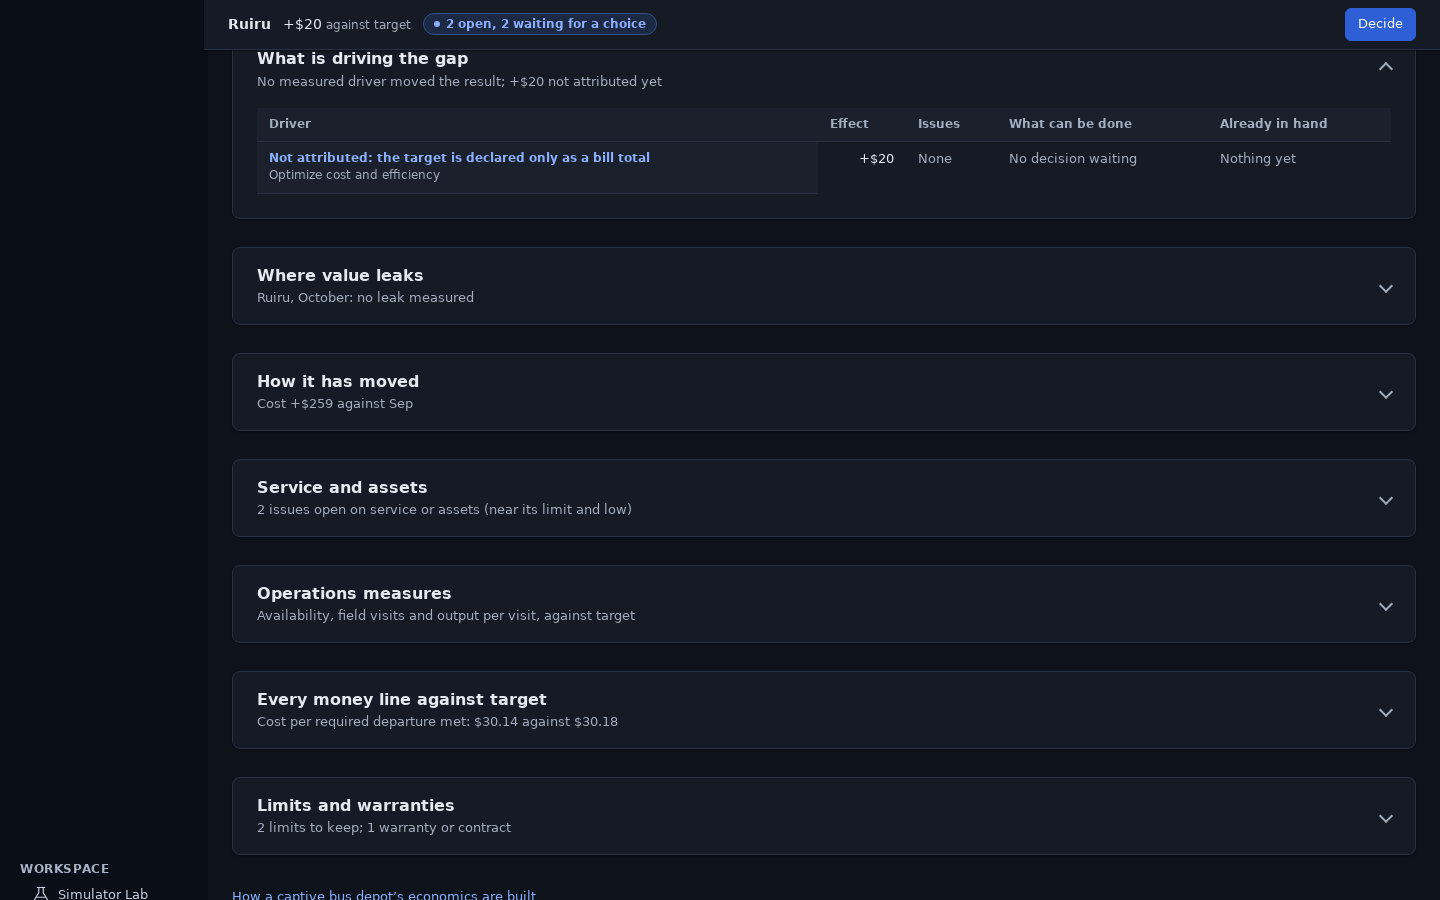 Ruiru +$20 against target 2 open, 2 waiting for a choice Decide
What is driving the gap
No measured driver moved the result; +$20 not attributed yet
Driver Effect Issues What can be done Already in hand
Not attributed: the target is declared only as a bill total +$20 None No decision waiting Nothing yet
Optimize cost and efficiency
Where value leaks
Ruiru, October: no leak measured
How it has moved
Cost +$259 against Sep
Service and assets
2 issues open on service or assets (near its limit and low)
Operations measures
Availability, field visits and output per visit, against target
Every money line against target
Cost per required departure met: $30.14 against $30.18
Limits and warranties
2 limits to keep; 1 warranty or contract
WORKSPACE
Simulator Lab
How a captive bus depot’s economics are built